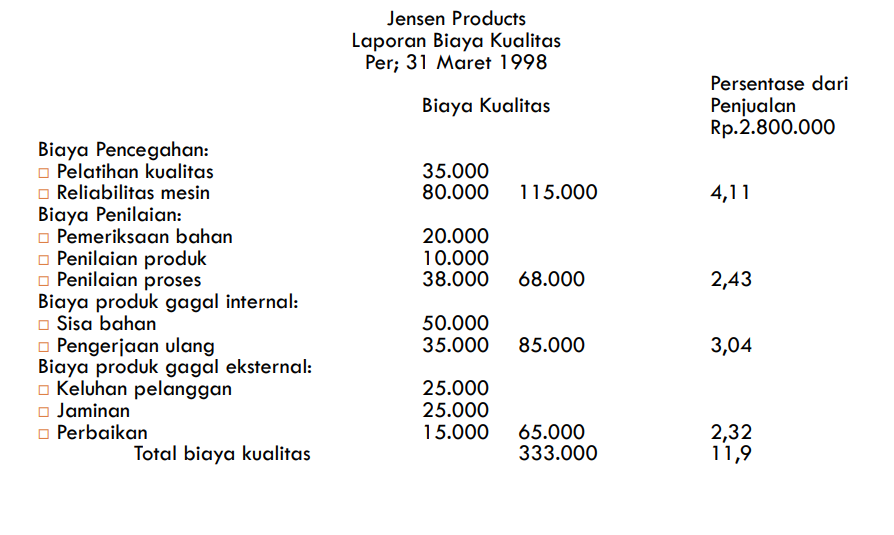 Jensen Products
Laporan Biaya Kualitas
Per; 31 Maret 1998
Biaya Kualitas Persentase dari Penjualan Rp.2.800.000
Biaya Pencegahan:
□ Pelatihan kualitas 35.000
□ Reliabilitas mesin 80.000 115.000 4,11
Biaya Penilaian:
□ Pemeriksaan bahan 20.000
□ Penilaian produk 10.000
□ Penilaian proses 38.000 68.000 2,43
Biaya produk gagal internal:
□ Sisa bahan 50.000
□ Pengerjaan ulang 35.000 85.000 3,04
Biaya produk gagal eksternal:
□ Keluhan pelanggan 25.000
□ Jaminan 25.000
□ Perbaikan 15.000 65.000 2,32
Total biaya kualitas 333.000 11,9